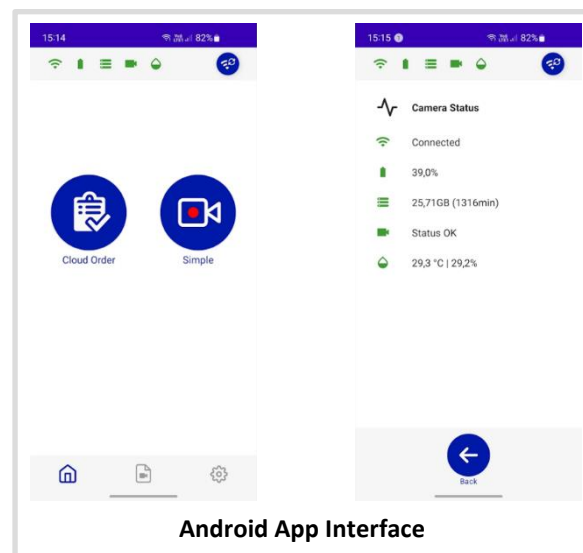 15:14 82%
Cloud Order
Simple
15:15 82%
Camera Status
Connected
39,0%
25,71GB (1316min)
Status OK
29,3 °C | 29,2%
Back
Android App Interface